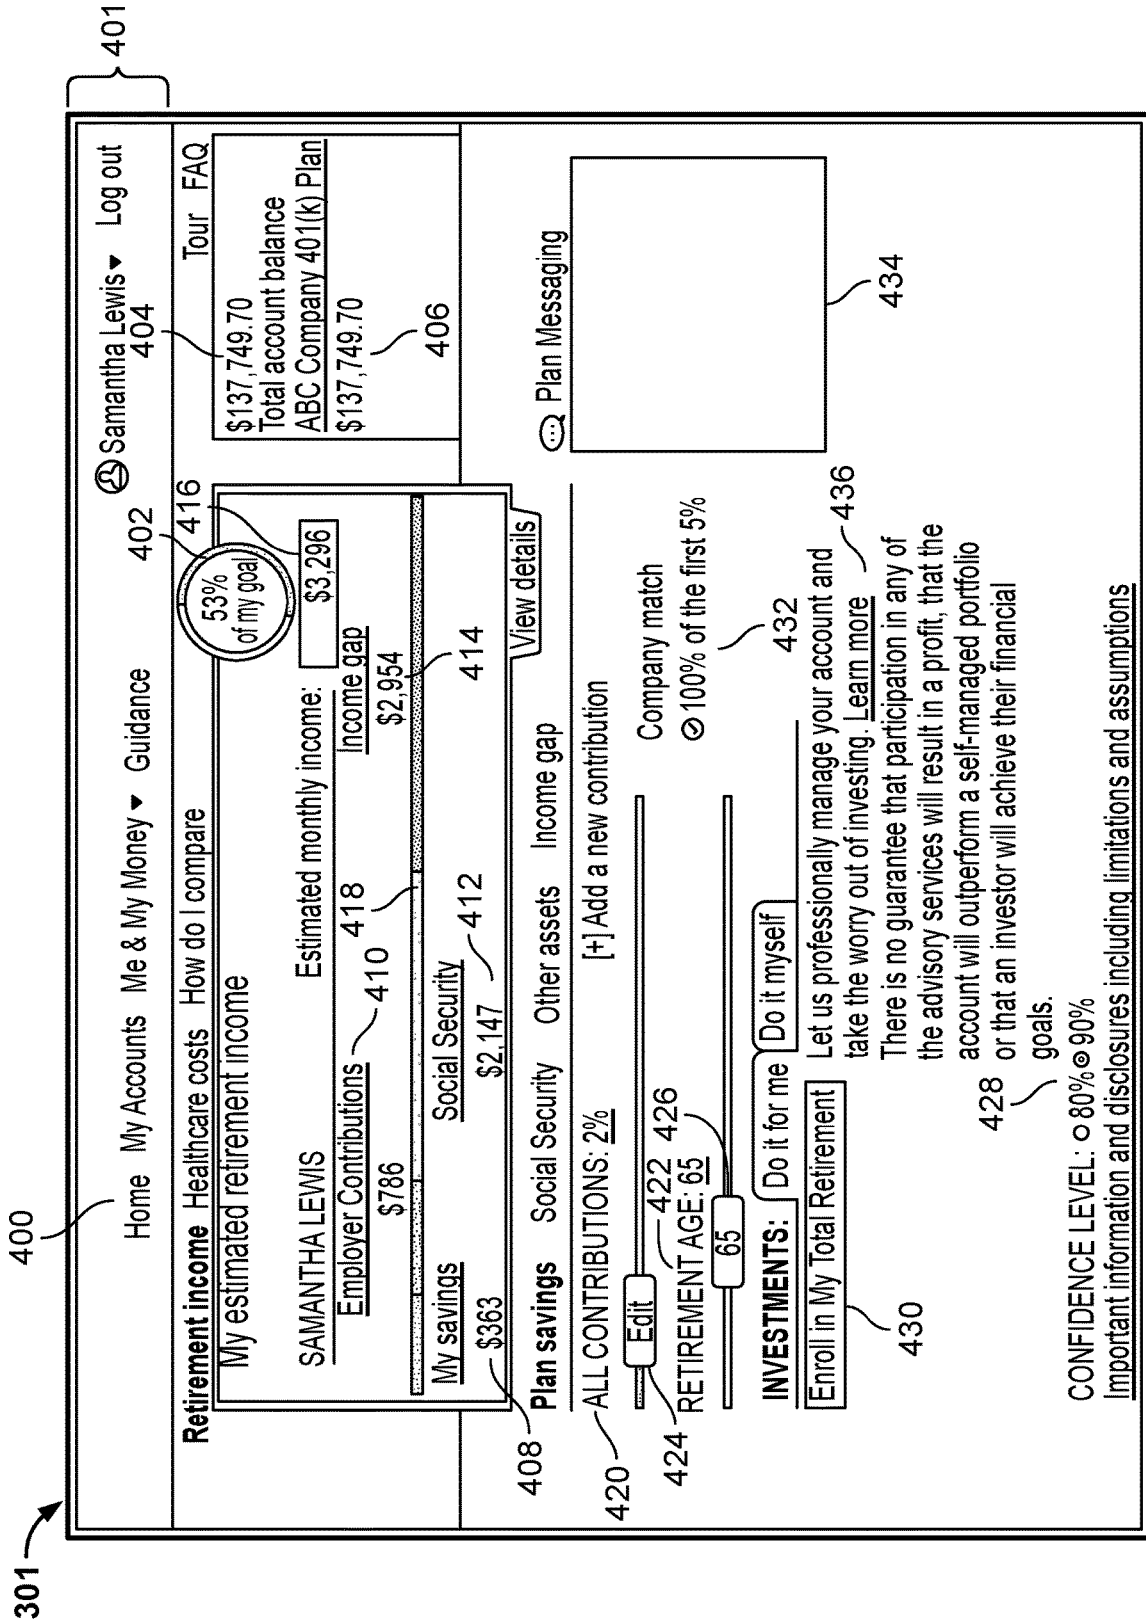 301
400
401
Home My Accounts Me & My Money ▾ Guidance
Samantha Lewis ▾ Log out
402
404
Retirement income Healthcare costs How do I compare
Tour FAQ
My estimated retirement income
416
53%
of my goal
$137,749.70
Total account balance
ABC Company 401(k) Plan
$137,749.70
406
SAMANTHA LEWIS
Estimated monthly income:
$3,296
Employer Contributions
410
418
Income gap
$786
$2,954
414
My savings
Social Security
412
$363
$2,147
408
View details
Plan savings Social Security Other assets Income gap
Plan Messaging
434
420
ALL CONTRIBUTIONS: 2%
[+] Add a new contribution
Edit
424
Company match
100% of the first 5%
432
422
RETIREMENT AGE: 65
426
65
INVESTMENTS:
Do it for me
Do it myself
Enroll in My Total Retirement
430
Let us professionally manage your account and
take the worry out of investing. Learn more
436
There is no guarantee that participation in any of
the advisory services will result in a profit, that the
account will outperform a self-managed portfolio
or that an investor will achieve their financial
goals.
428
CONFIDENCE LEVEL: 80% 90%
Important information and disclosures including limitations and assumptions